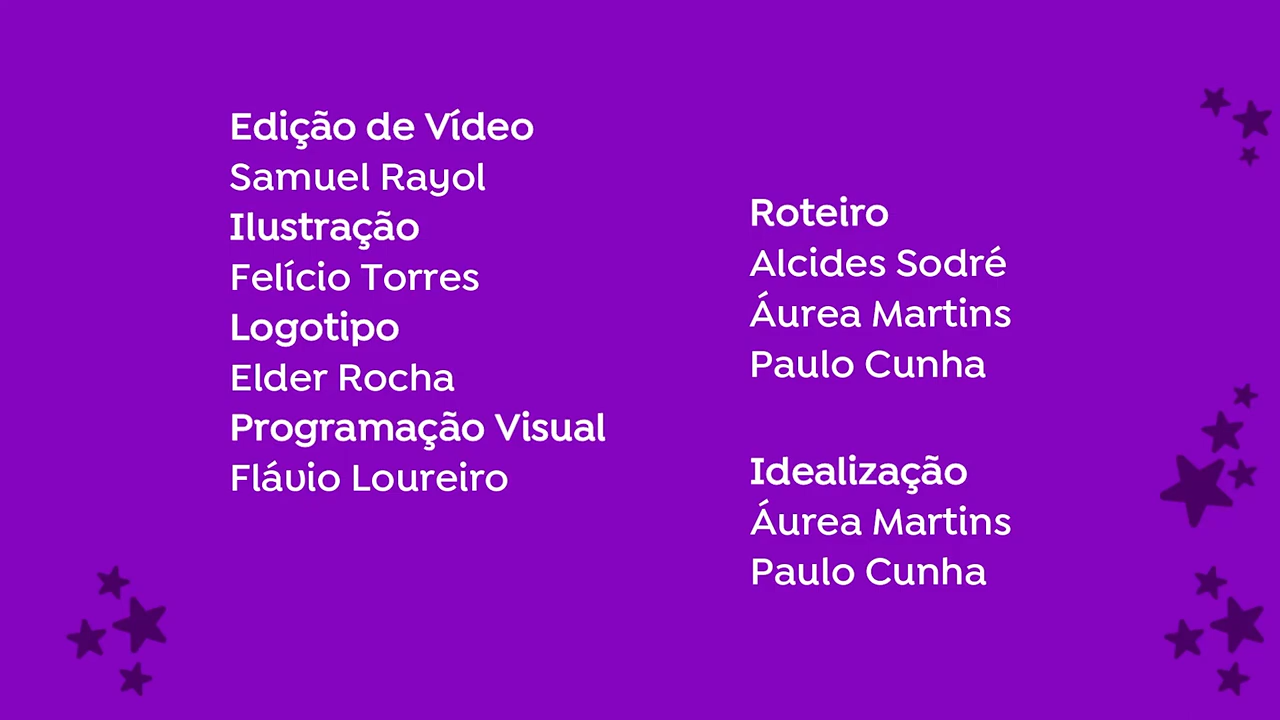 Edição de Vídeo
Samuel Rayol
Ilustração
Felício Torres
Logotipo
Elder Rocha
Programação Visual
Flávio Loureiro
Roteiro
Alcides Sodré
Áurea Martins
Paulo Cunha
Idealização
Áurea Martins
Paulo Cunha